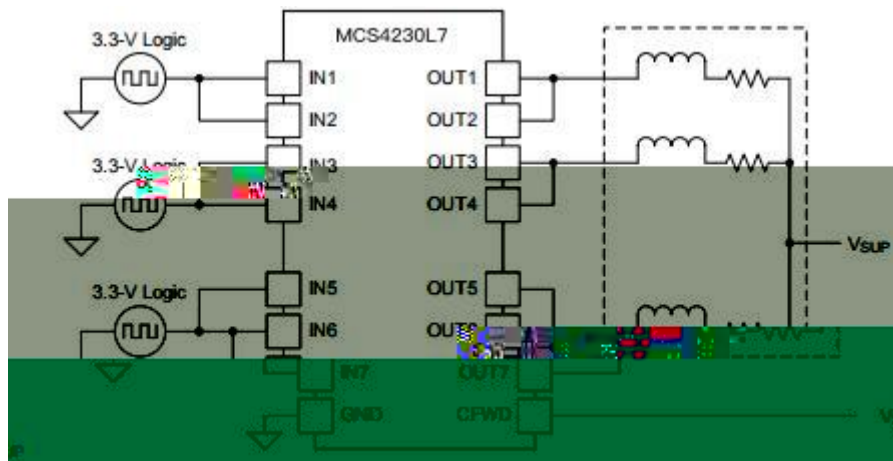 MCS4230L7
3.3-V Logic
IN1
OUT1
IN2
OUT2
3.3-V Logic
IN3
OUT3
IN4
OUT4
VSUP
3.3-V Logic
IN5
OUT5
IN6
IN7
OUT7
GND
CFWD